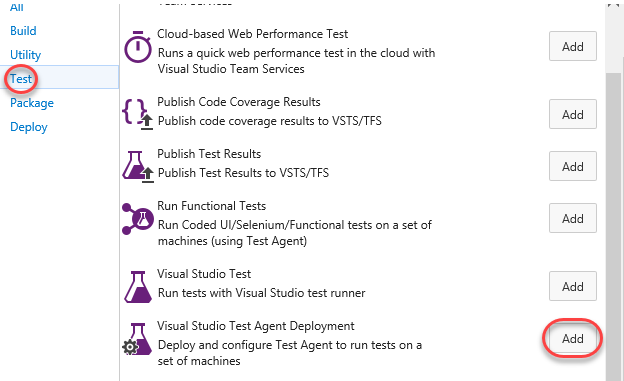 All
Team Services
Build
Utility
Test
Package
Deploy
Cloud-based Web Performance Test
Runs a quick web performance test in the cloud with
Visual Studio Team Services
Add
Publish Code Coverage Results
Publish code coverage results to VSTS/TFS
Add
Publish Test Results
Publish Test Results to VSTS/TFS
Add
Run Functional Tests
Run Coded UI/Selenium/Functional tests on a set of
machines (using Test Agent)
Add
Visual Studio Test
Run tests with Visual Studio test runner
Add
Visual Studio Test Agent Deployment
Deploy and configure Test Agent to run tests on a
set of machines
Add